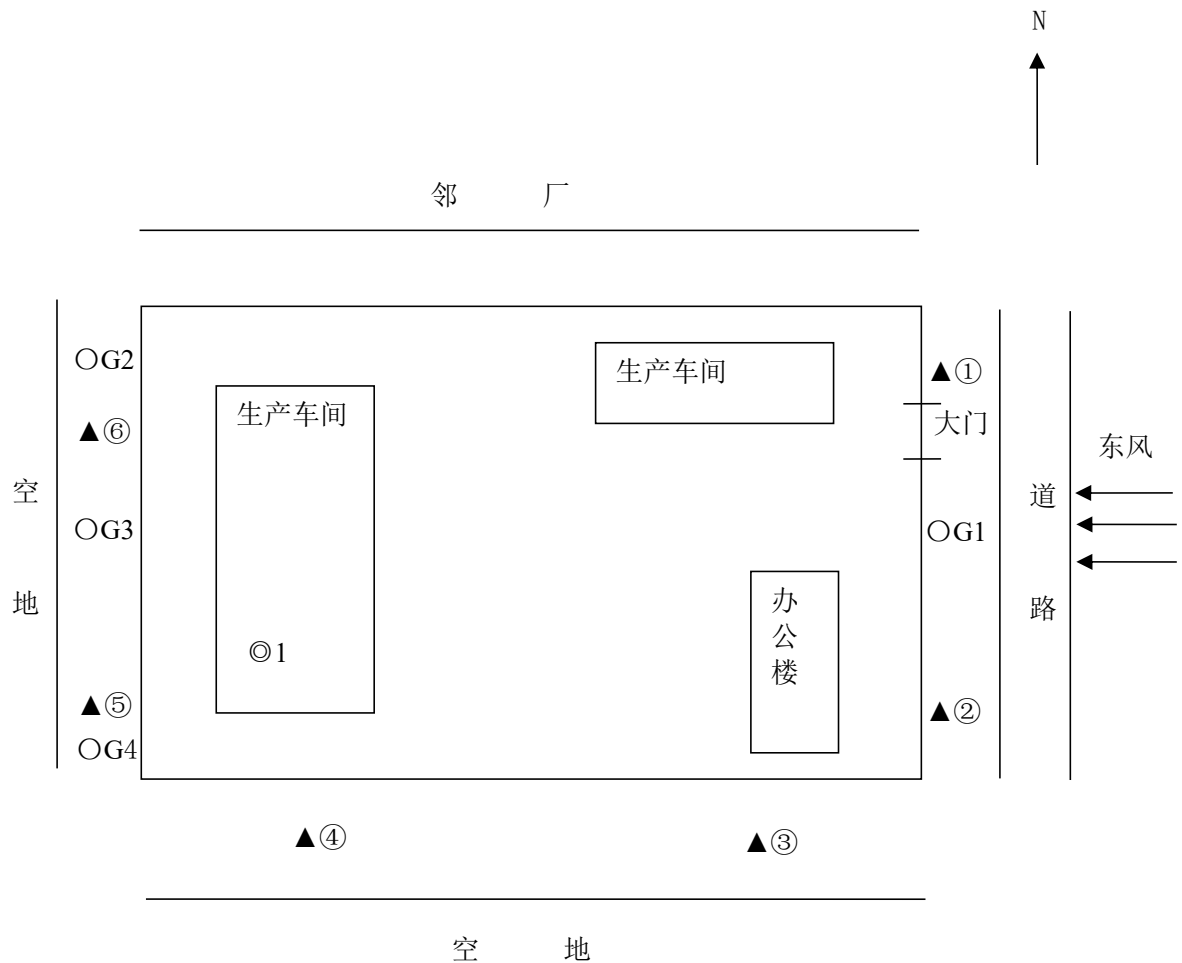 N
邻 厂
○G2
生产车间
▲①
生产车间
▲⑥
大门
东风
空
道
○G3
○G1
地
办
公
楼
路
◎1
▲⑤
▲②
○G4
▲④
▲③
空 地